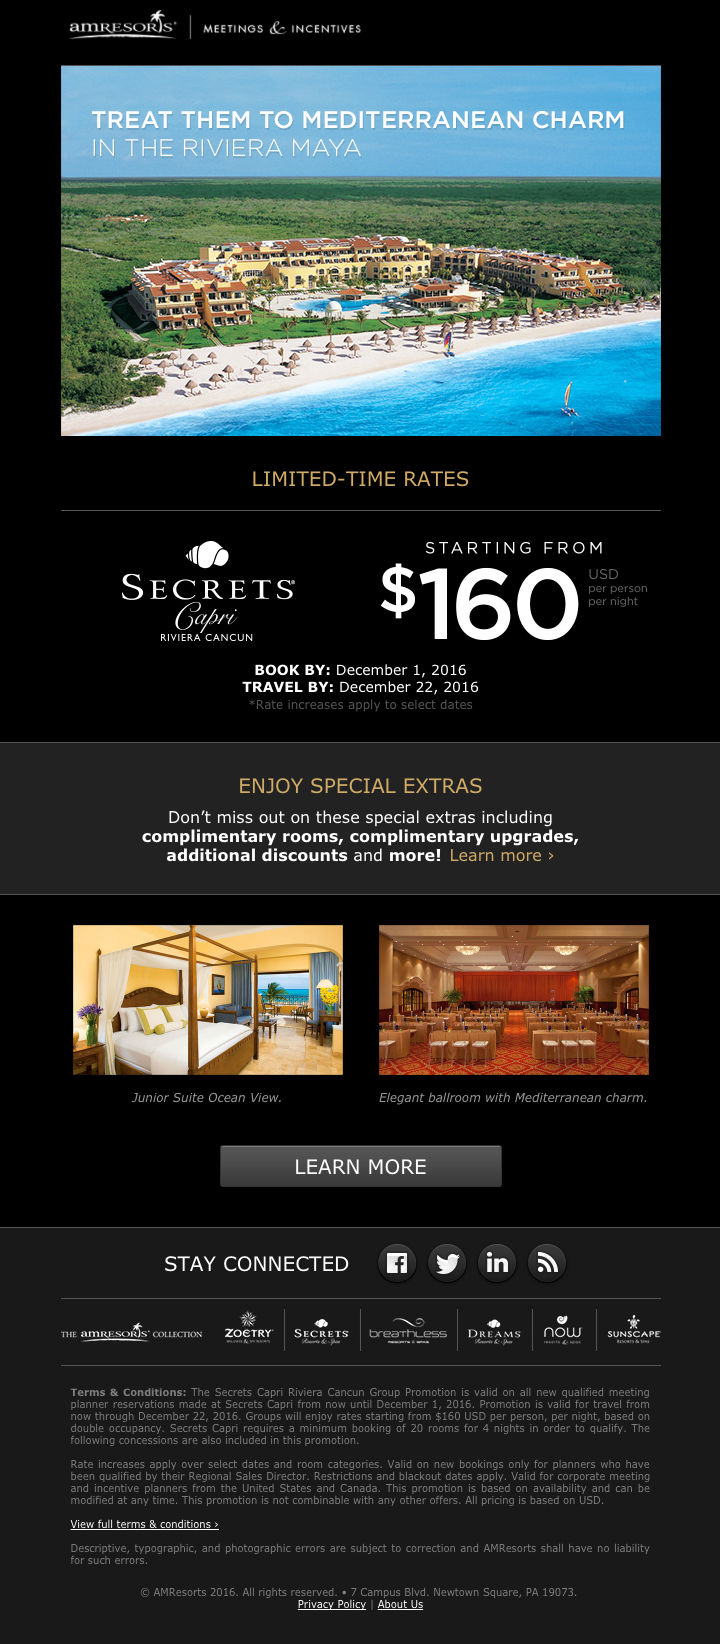 amresorts® MEETINGS & INCENTIVES
TREAT THEM TO MEDITERRANEAN CHARM
IN THE RIVIERA MAYA
LIMITED-TIME RATES
SECRETS®
Capri
RIVIERA CANCUN
STARTING FROM
$160
USD
per person
per night
BOOK BY: December 1, 2016
TRAVEL BY: December 22, 2016
*Rate increases apply to select dates
ENJOY SPECIAL EXTRAS
Don’t miss out on these special extras including
complimentary rooms, complimentary upgrades,
additional discounts and more! Learn more ›
Junior Suite Ocean View.
Elegant ballroom with Mediterranean charm.
LEARN MORE
STAY CONNECTED
THE amresorts® COLLECTION
ZOËTRY
WELLNESS & SPA RESORTS
SECRETS
Resorts & Spas
breathless
RESORTS & SPAS
DREAMS
Resorts & Spas
now
RESORTS & SPAS
SUNSCAPE
RESORTS & SPAS
Terms & Conditions: The Secrets Capri Riviera Cancun Group Promotion is valid on all new qualified meeting
planner reservations made at Secrets Capri from now until December 1, 2016. Promotion is valid for travel from
now through December 22, 2016. Groups will enjoy rates starting from $160 USD per person, per night, based on
double occupancy. Secrets Capri requires a minimum booking of 20 rooms for 4 nights in order to qualify. The
following concessions are also included in this promotion.
Rate increases apply over select dates and room categories. Valid on new bookings only for planners who have
been qualified by their Regional Sales Director. Restrictions and blackout dates apply. Valid for corporate meeting
and incentive planners from the United States and Canada. This promotion is based on availability and can be
modified at any time. This promotion is not combinable with any other offers. All pricing is based on USD.
View full terms & conditions ›
Descriptive, typographic, and photographic errors are subject to correction and AMResorts shall have no liability
for such errors.
© AMResorts 2016. All rights reserved. • 7 Campus Blvd. Newtown Square, PA 19073.
Privacy Policy | About Us